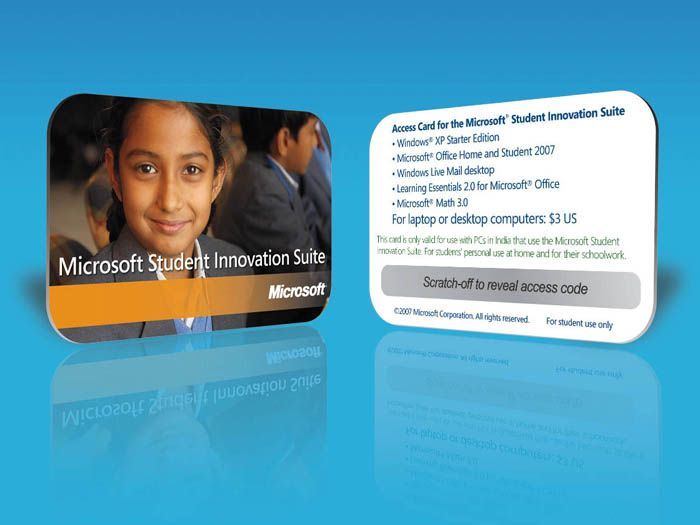 Microsoft Student Innovation Suite
Microsoft
Access Card for the Microsoft® Student Innovation Suite
• Windows® XP Starter Edition
• Microsoft® Office Home and Student 2007
• Windows Live Mail desktop
• Learning Essentials 2.0 for Microsoft® Office
• Microsoft® Math 3.0
For laptop or desktop computers: $3 US
This card is only valid for use with PCs in India that use the Microsoft Student
Innovation Suite. For students' personal use at home and for their schoolwork.
Scratch-off to reveal access code
©2007 Microsoft Corporation. All rights reserved. For student use only